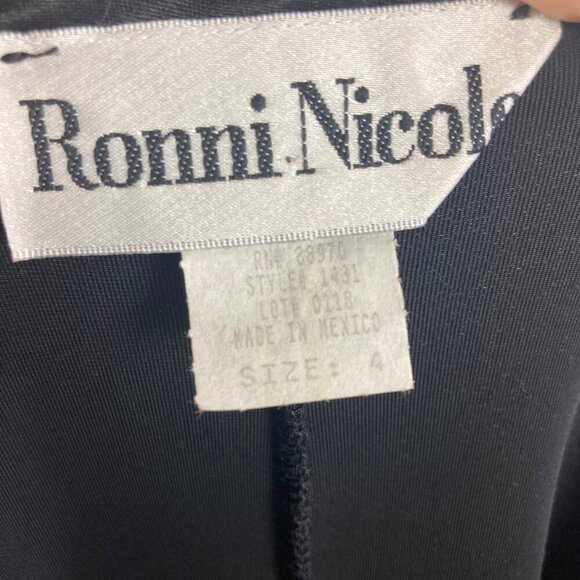 Ronni Nicole
RN# 38970
STYLE# 1431
LOT# 0118
MADE IN MEXICO
SIZE: 4